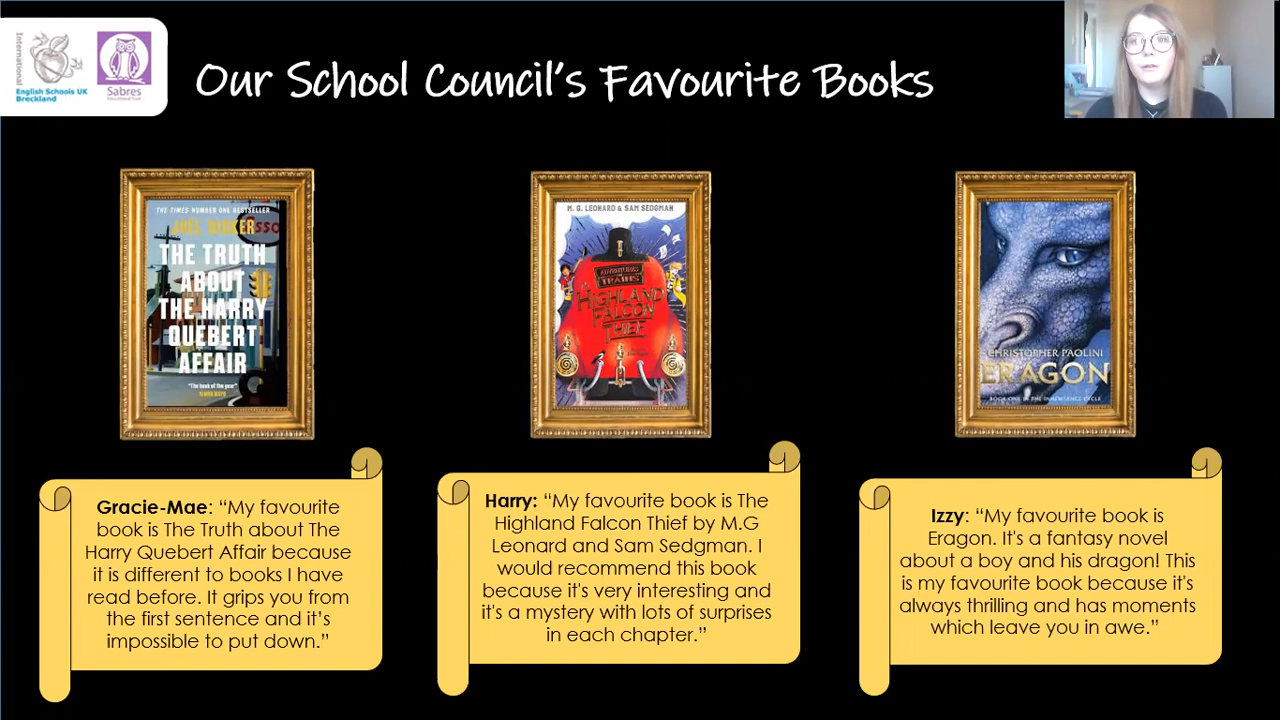 International
English Schools UK
Breckland
Sabres
Educational Trust
Our School Council's Favourite Books
THE TIMES NUMBER ONE BESTSELLER
JOËL DICKER
THE TRUTH
ABOUT
THE HARRY
QUEBERT
AFFAIR
"The book of the year"
M. G. LEONARD & SAM SEDGMAN
ADVENTURES
TRAINS
HIGHLAND
FALCON
THIEF
CHRISTOPHER PAOLINI
ERAGON
BOOK ONE IN THE INHERITANCE CYCLE
Gracie-Mae: “My favourite
book is The Truth about The
Harry Quebert Affair because
it is different to books I have
read before. It grips you from
the first sentence and it’s
impossible to put down.”
Harry: “My favourite book is The
Highland Falcon Thief by M.G
Leonard and Sam Sedgman. I
would recommend this book
because it's very interesting and
it's a mystery with lots of surprises
in each chapter.”
Izzy: “My favourite book is
Eragon. It's a fantasy novel
about a boy and his dragon! This
is my favourite book because it's
always thrilling and has moments
which leave you in awe.”